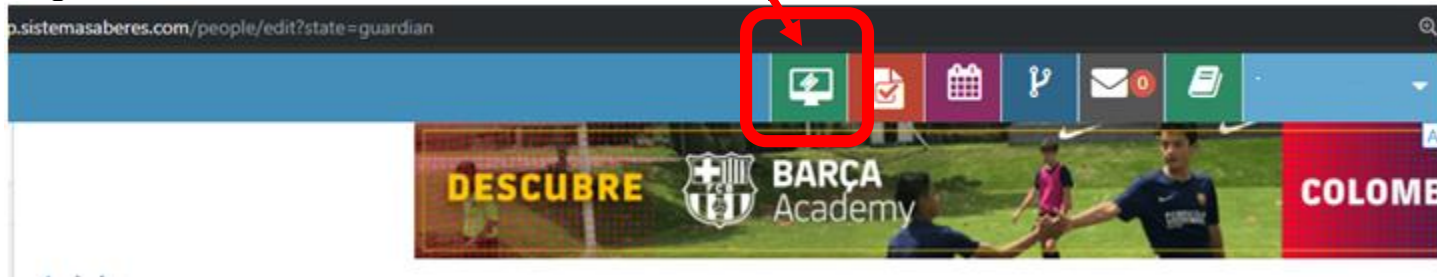 p.sistemasaberes.com/people/edit?state=guardian
0
DESCUBRE
FCB
BARÇA
Academy
COLOMB
A